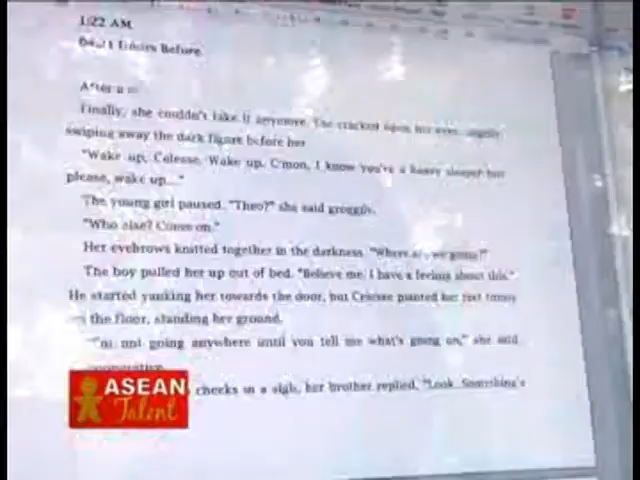 1:22 AM
Before
After a
Finally, she couldn't take it anymore. She cracked open her eyes, angrily
swiping away the dark figure before her
"Wake up, Celesse. Wake up. C'mon, I know you're a heavy sleeper but
please, wake up..."
The young girl paused. "Theo?" she said groggily.
"Who else? Come on."
Her eyebrows knitted together in the darkness. "Where are we going?"
The boy pulled her up out of bed. "Believe me, I have a feeling about this."
He started yanking her towards the door, but Celesse planted her feet firmly
the floor, standing her ground.
"I'm not going anywhere until you tell me what's going on," she said
cheeks in a sigh, her brother replied, "Look. Something's
ASEAN
Talent